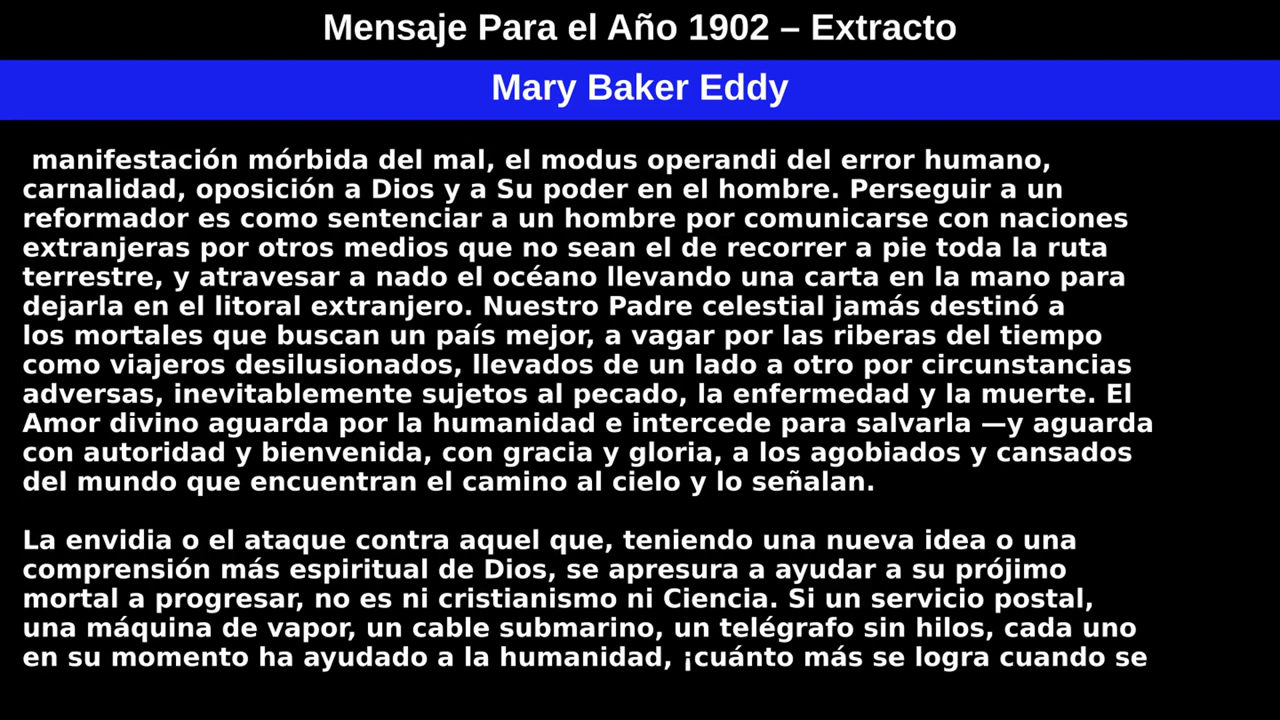 Mensaje Para el Año 1902 – Extracto
Mary Baker Eddy
manifestación mórbida del mal, el modus operandi del error humano,
carnalidad, oposición a Dios y a Su poder en el hombre. Perseguir a un
reformador es como sentenciar a un hombre por comunicarse con naciones
extranjeras por otros medios que no sean el de recorrer a pie toda la ruta
terrestre, y atravesar a nado el océano llevando una carta en la mano para
dejarla en el litoral extranjero. Nuestro Padre celestial jamás destinó a
los mortales que buscan un país mejor, a vagar por las riberas del tiempo
como viajeros desilusionados, llevados de un lado a otro por circunstancias
adversas, inevitablemente sujetos al pecado, la enfermedad y la muerte. El
Amor divino aguarda por la humanidad e intercede para salvarla —y aguarda
con autoridad y bienvenida, con gracia y gloria, a los agobiados y cansados
del mundo que encuentran el camino al cielo y lo señalan.
La envidia o el ataque contra aquel que, teniendo una nueva idea o una
comprensión más espiritual de Dios, se apresura a ayudar a su prójimo
mortal a progresar, no es ni cristianismo ni Ciencia. Si un servicio postal,
una máquina de vapor, un cable submarino, un telégrafo sin hilos, cada uno
en su momento ha ayudado a la humanidad, ¡cuánto más se logra cuando se